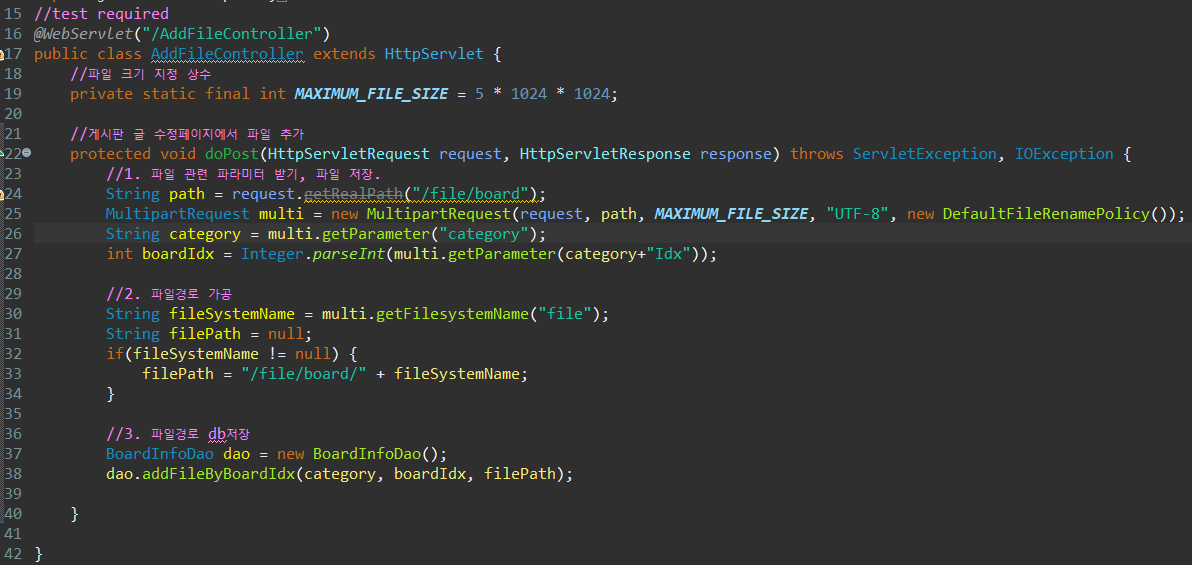 15 //test required
16 @WebServlet("/AddFileController")
17 public class AddFileController extends HttpServlet {
18 //파일 크기 지정 상수
19 private static final int MAXIMUM_FILE_SIZE = 5 * 1024 * 1024;
20
21 //게시판 글 수정페이지에서 파일 추가
22 protected void doPost(HttpServletRequest request, HttpServletResponse response) throws ServletException, IOException {
23 //1. 파일 관련 파라미터 받기, 파일 저장.
24 String path = request.getRealPath("/file/board");
25 MultipartRequest multi = new MultipartRequest(request, path, MAXIMUM_FILE_SIZE, "UTF-8", new DefaultFileRenamePolicy());
26 String category = multi.getParameter("category");
27 int boardIdx = Integer.parseInt(multi.getParameter(category+"Idx"));
28
29 //2. 파일경로 가공
30 String fileSystemName = multi.getFilesystemName("file");
31 String filePath = null;
32 if(fileSystemName != null) {
33 filePath = "/file/board/" + fileSystemName;
34 }
35
36 //3. 파일경로 db저장
37 BoardInfoDao dao = new BoardInfoDao();
38 dao.addFileByBoardIdx(category, boardIdx, filePath);
39
40 }
41
42 }